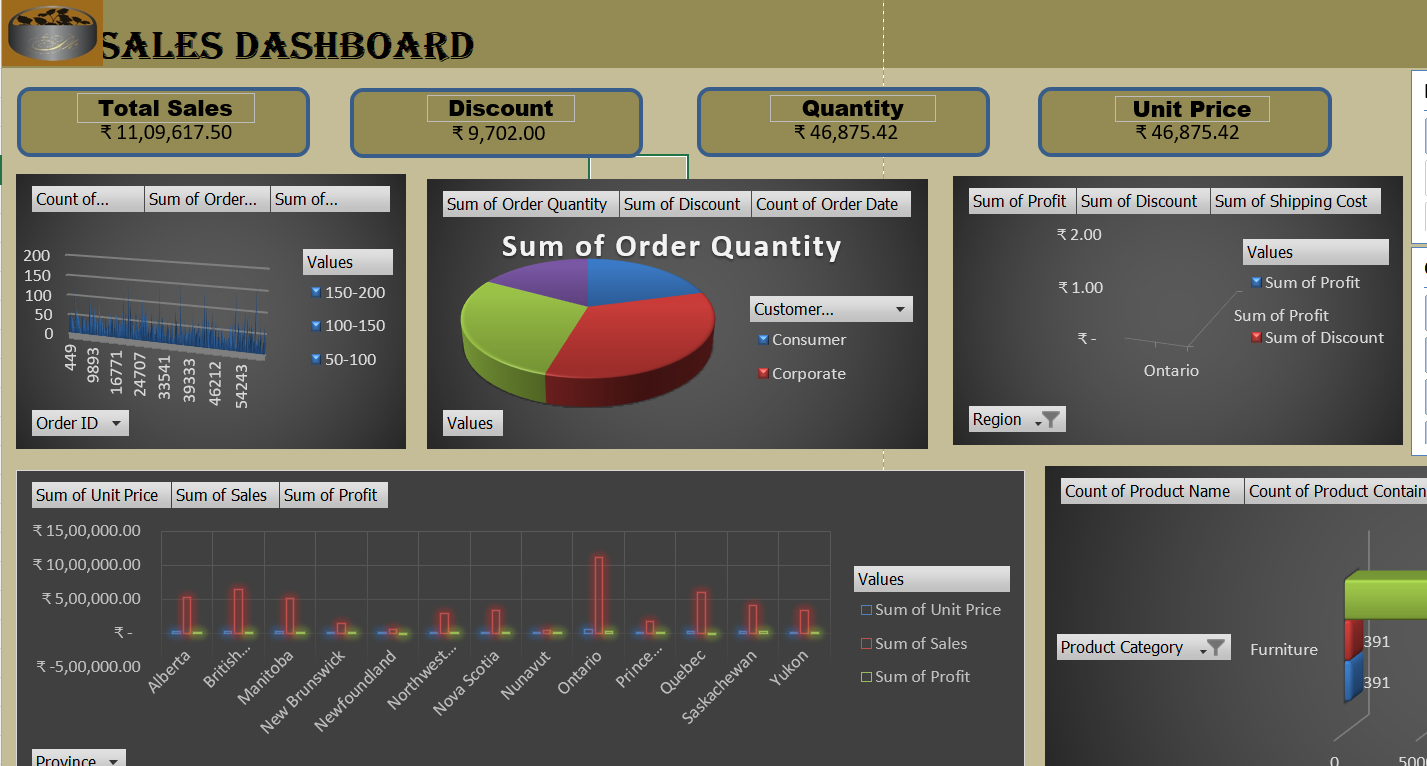 SALES DASHBOARD
Total Sales
₹ 11,09,617.50
Discount
₹ 9,702.00
Quantity
₹ 46,875.42
Unit Price
₹ 46,875.42
Count of... Sum of Order... Sum of...
200
150
100
50
0
449 9893 16771 24707 33541 39333 46212 54243
Values
150-200
100-150
50-100
Order ID
Sum of Order Quantity Sum of Discount Count of Order Date
Sum of Order Quantity
Customer...
Consumer
Corporate
Values
Sum of Profit Sum of Discount Sum of Shipping Cost
₹ 2.00
₹ 1.00
₹ -
Ontario
Values
Sum of Profit
Sum of Profit
Sum of Discount
Region
Sum of Unit Price Sum of Sales Sum of Profit
₹ 15,00,000.00
₹ 10,00,000.00
₹ 5,00,000.00
₹ -
₹ -5,00,000.00
Alberta British... Manitoba New Brunswick Newfoundland Northwest... Nova Scotia Nunavut Ontario Prince... Quebec Saskachewan Yukon
Values
Sum of Unit Price
Sum of Sales
Sum of Profit
Province
Count of Product Name Count of Product Contain
Product Category
Furniture
391
391
0 500